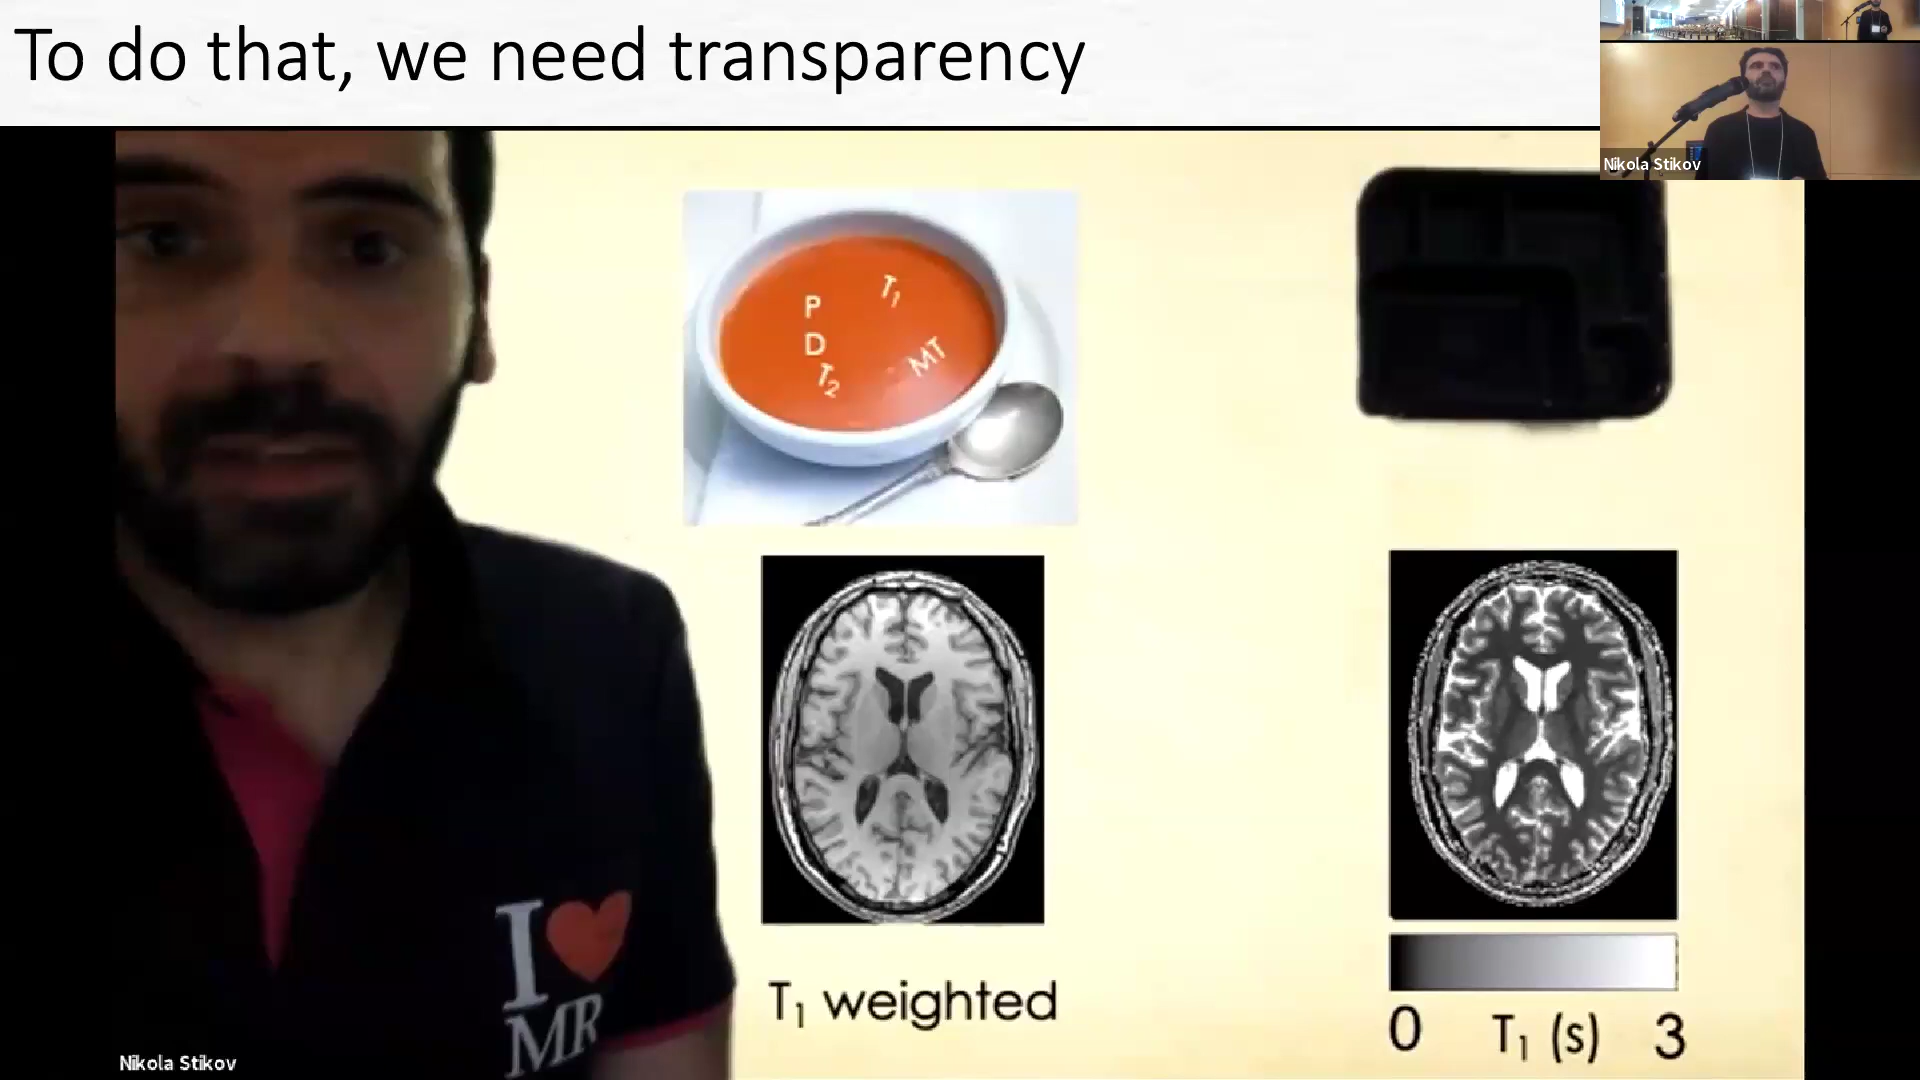 To do that, we need transparency
Nikola Stikov
P
D
T1
T2
MT
I ❤
MR
T1 weighted
0 T1 (s) 3
Nikola Stikov